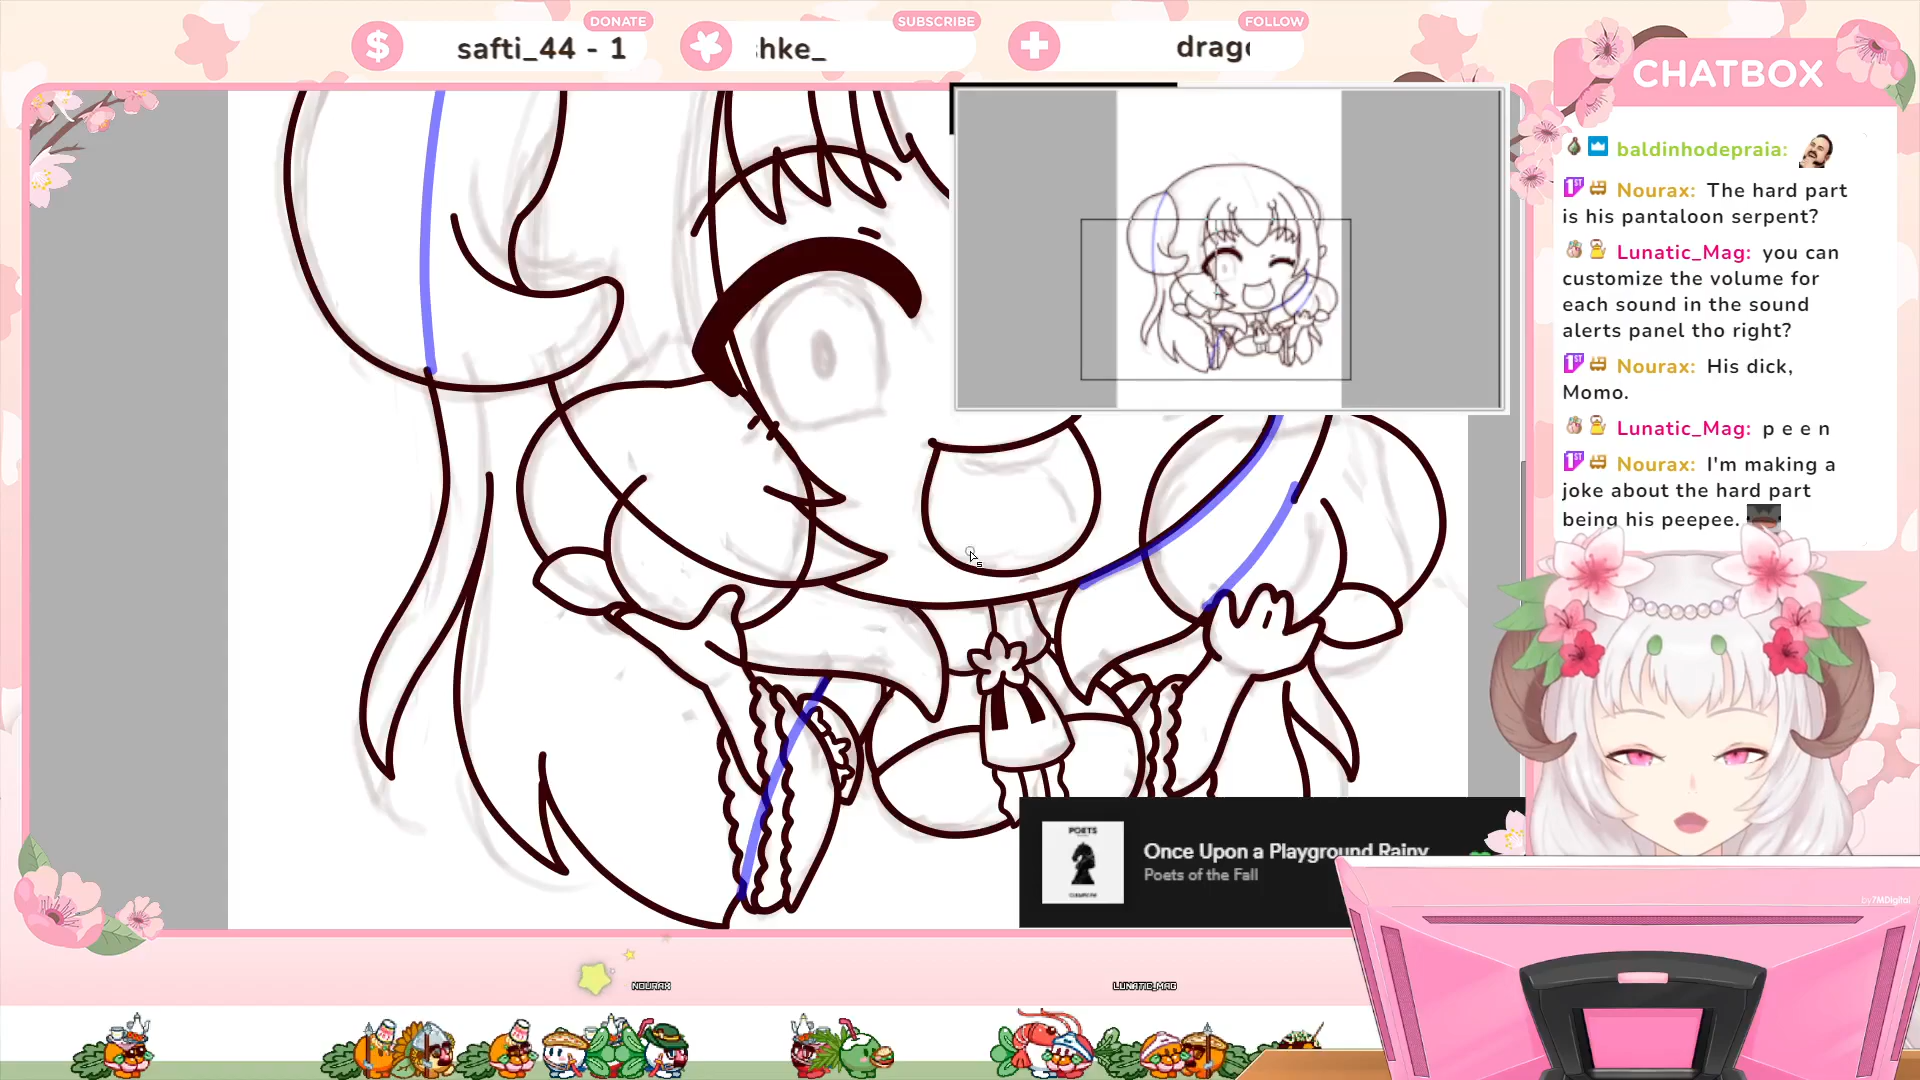 DONATE
SUBSCRIBE
FOLLOW
$
safti_44 - 1
hke_
drag
CHATBOX
baldinhodepraia:
Nourax: The hard part
is his pantaloon serpent?
Lunatic_Mag: you can
customize the volume for
each sound in the sound
alerts panel tho right?
Nourax: His dick,
Momo.
Lunatic_Mag: p e e n
Nourax: I'm making a
joke about the hard part
being his peepee.
POETS
Once Upon a Playground Rainy
Poets of the Fall
by7MDigital
NOURAX
LUNATIC_MAG